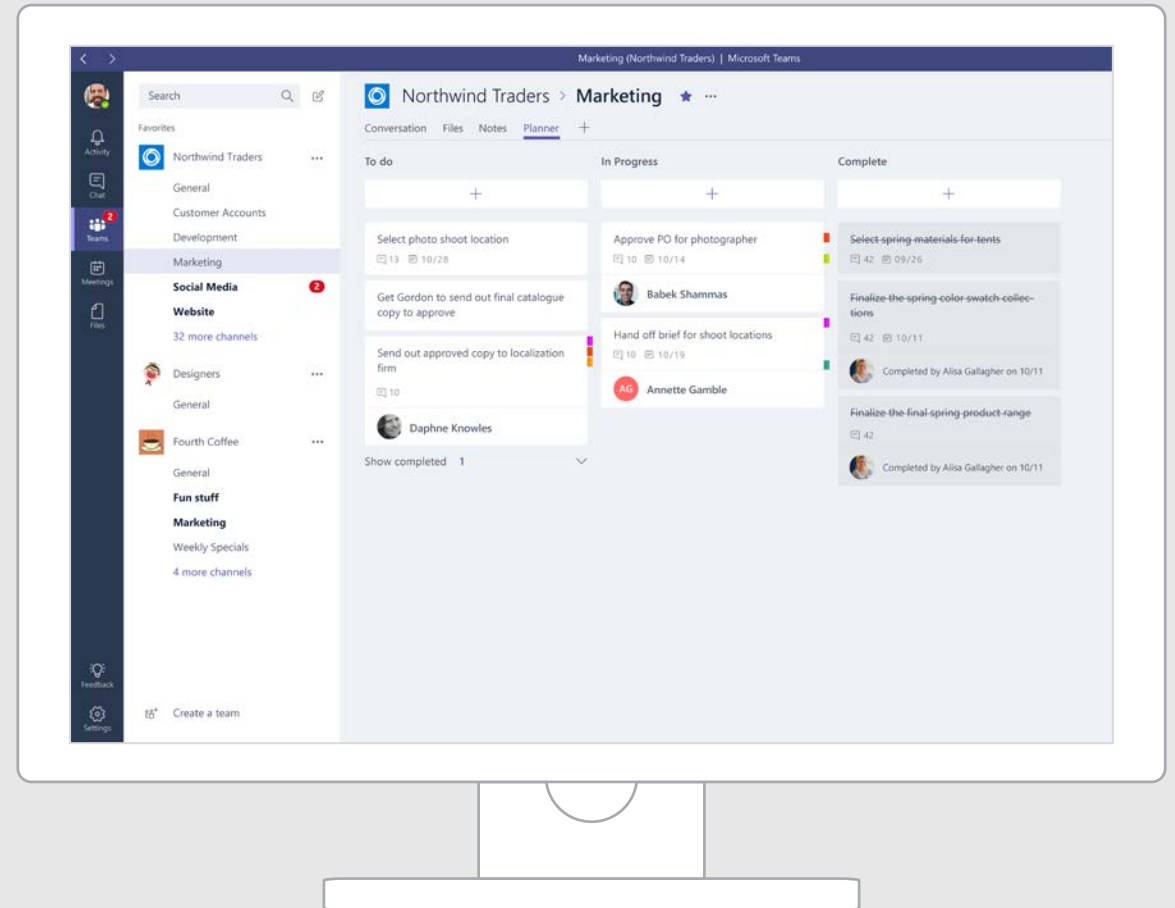 Marketing (Northwind Traders) | Microsoft Teams
Activity
Chat
2
Teams
Meetings
Files
Feedback
Settings
Search
Favorites
Northwind Traders
General
Customer Accounts
Development
Marketing
Social Media 2
Website
32 more channels
Designers
General
Fourth Coffee
General
Fun stuff
Marketing
Weekly Specials
4 more channels
Create a team
Northwind Traders > Marketing
Conversation Files Notes Planner
To do
Select photo shoot location
13 10/28
Get Gordon to send out final catalogue
copy to approve
Send out approved copy to localization
firm
10
Daphne Knowles
Show completed 1
In Progress
Approve PO for photographer
10 10/14
Babek Shammas
Hand off brief for shoot locations
10 10/19
AG Annette Gamble
Complete
Select spring materials for tents
42 09/26
Finalize the spring color swatch collec-
tions
42 10/11
Completed by Alisa Gallagher on 10/11
Finalize the final spring product range
42
Completed by Alisa Gallagher on 10/11